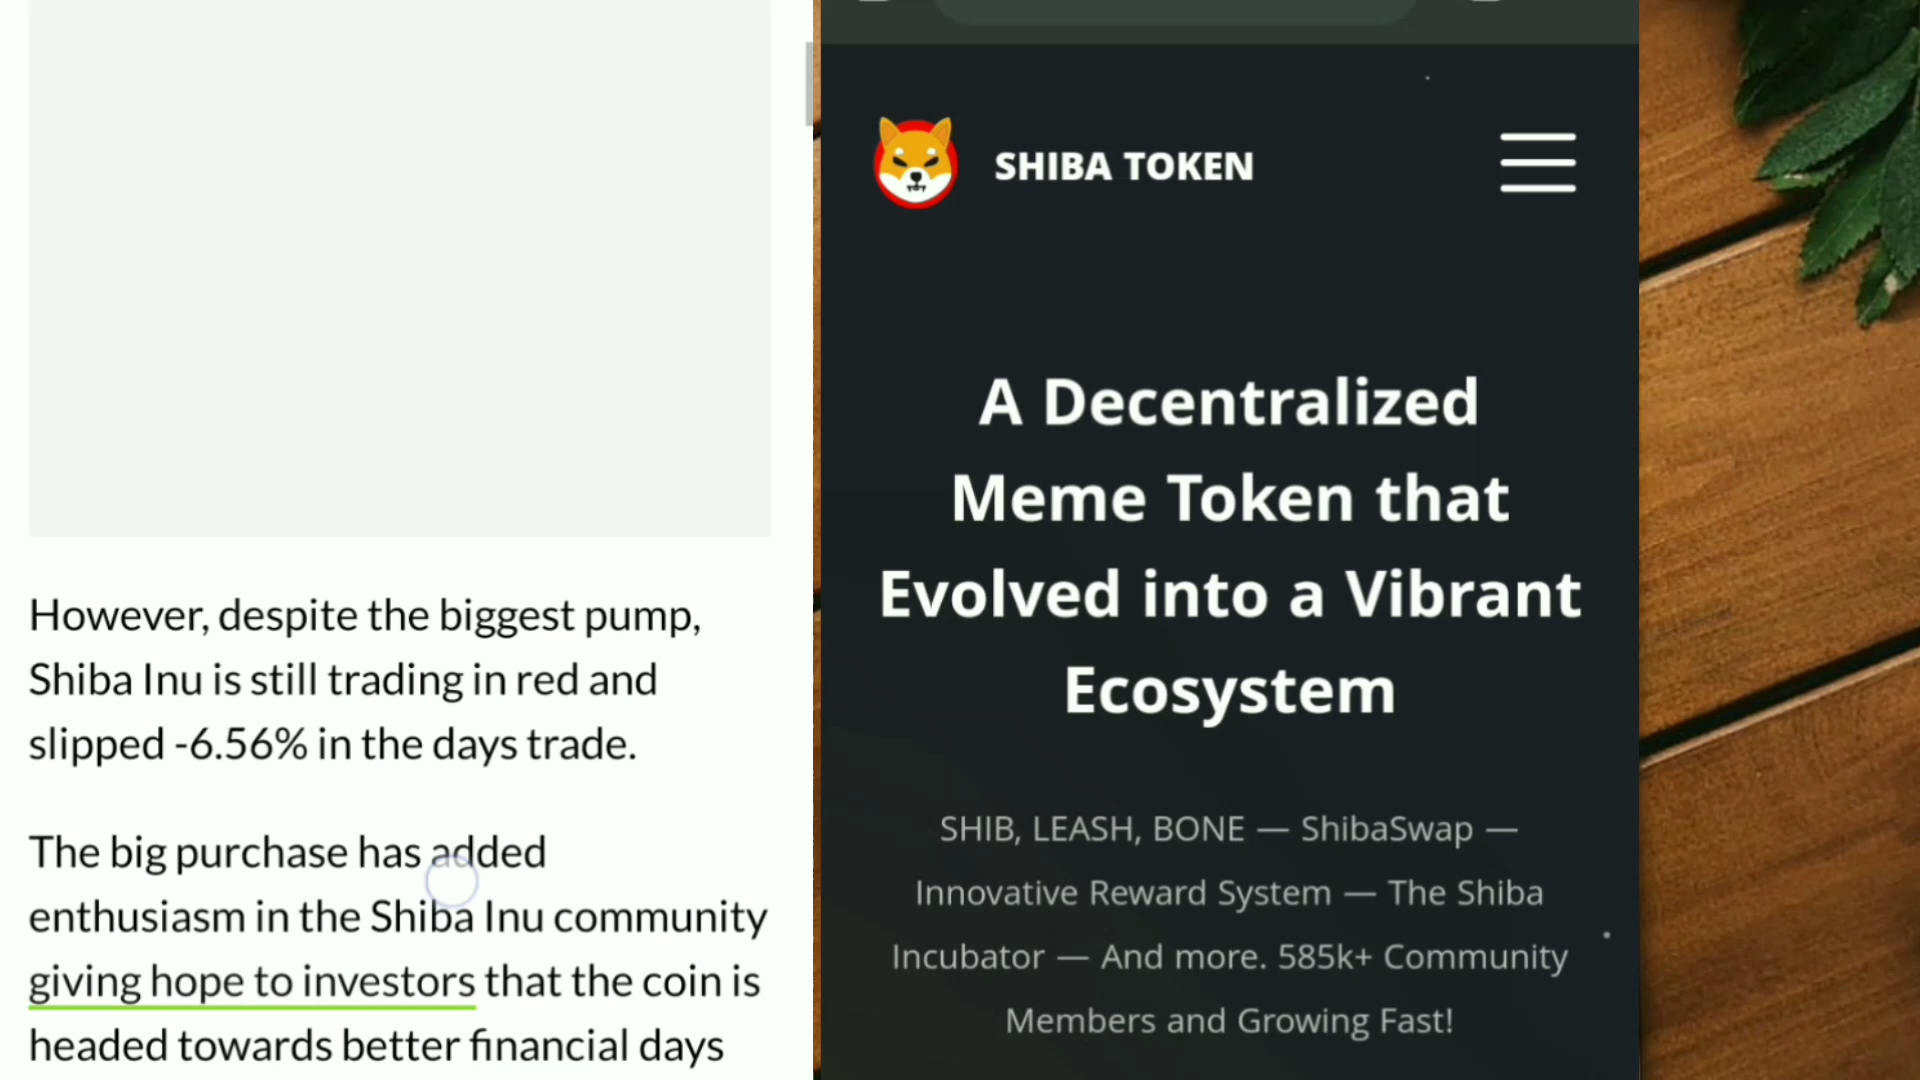 However, despite the biggest pump,
Shiba Inu is still trading in red and
slipped -6.56% in the days trade.
The big purchase has added
enthusiasm in the Shiba Inu community
giving hope to investors that the coin is
headed towards better financial days
SHIBA TOKEN
A Decentralized
Meme Token that
Evolved into a Vibrant
Ecosystem
SHIB, LEASH, BONE — ShibaSwap —
Innovative Reward System — The Shiba
Incubator — And more. 585k+ Community
Members and Growing Fast!